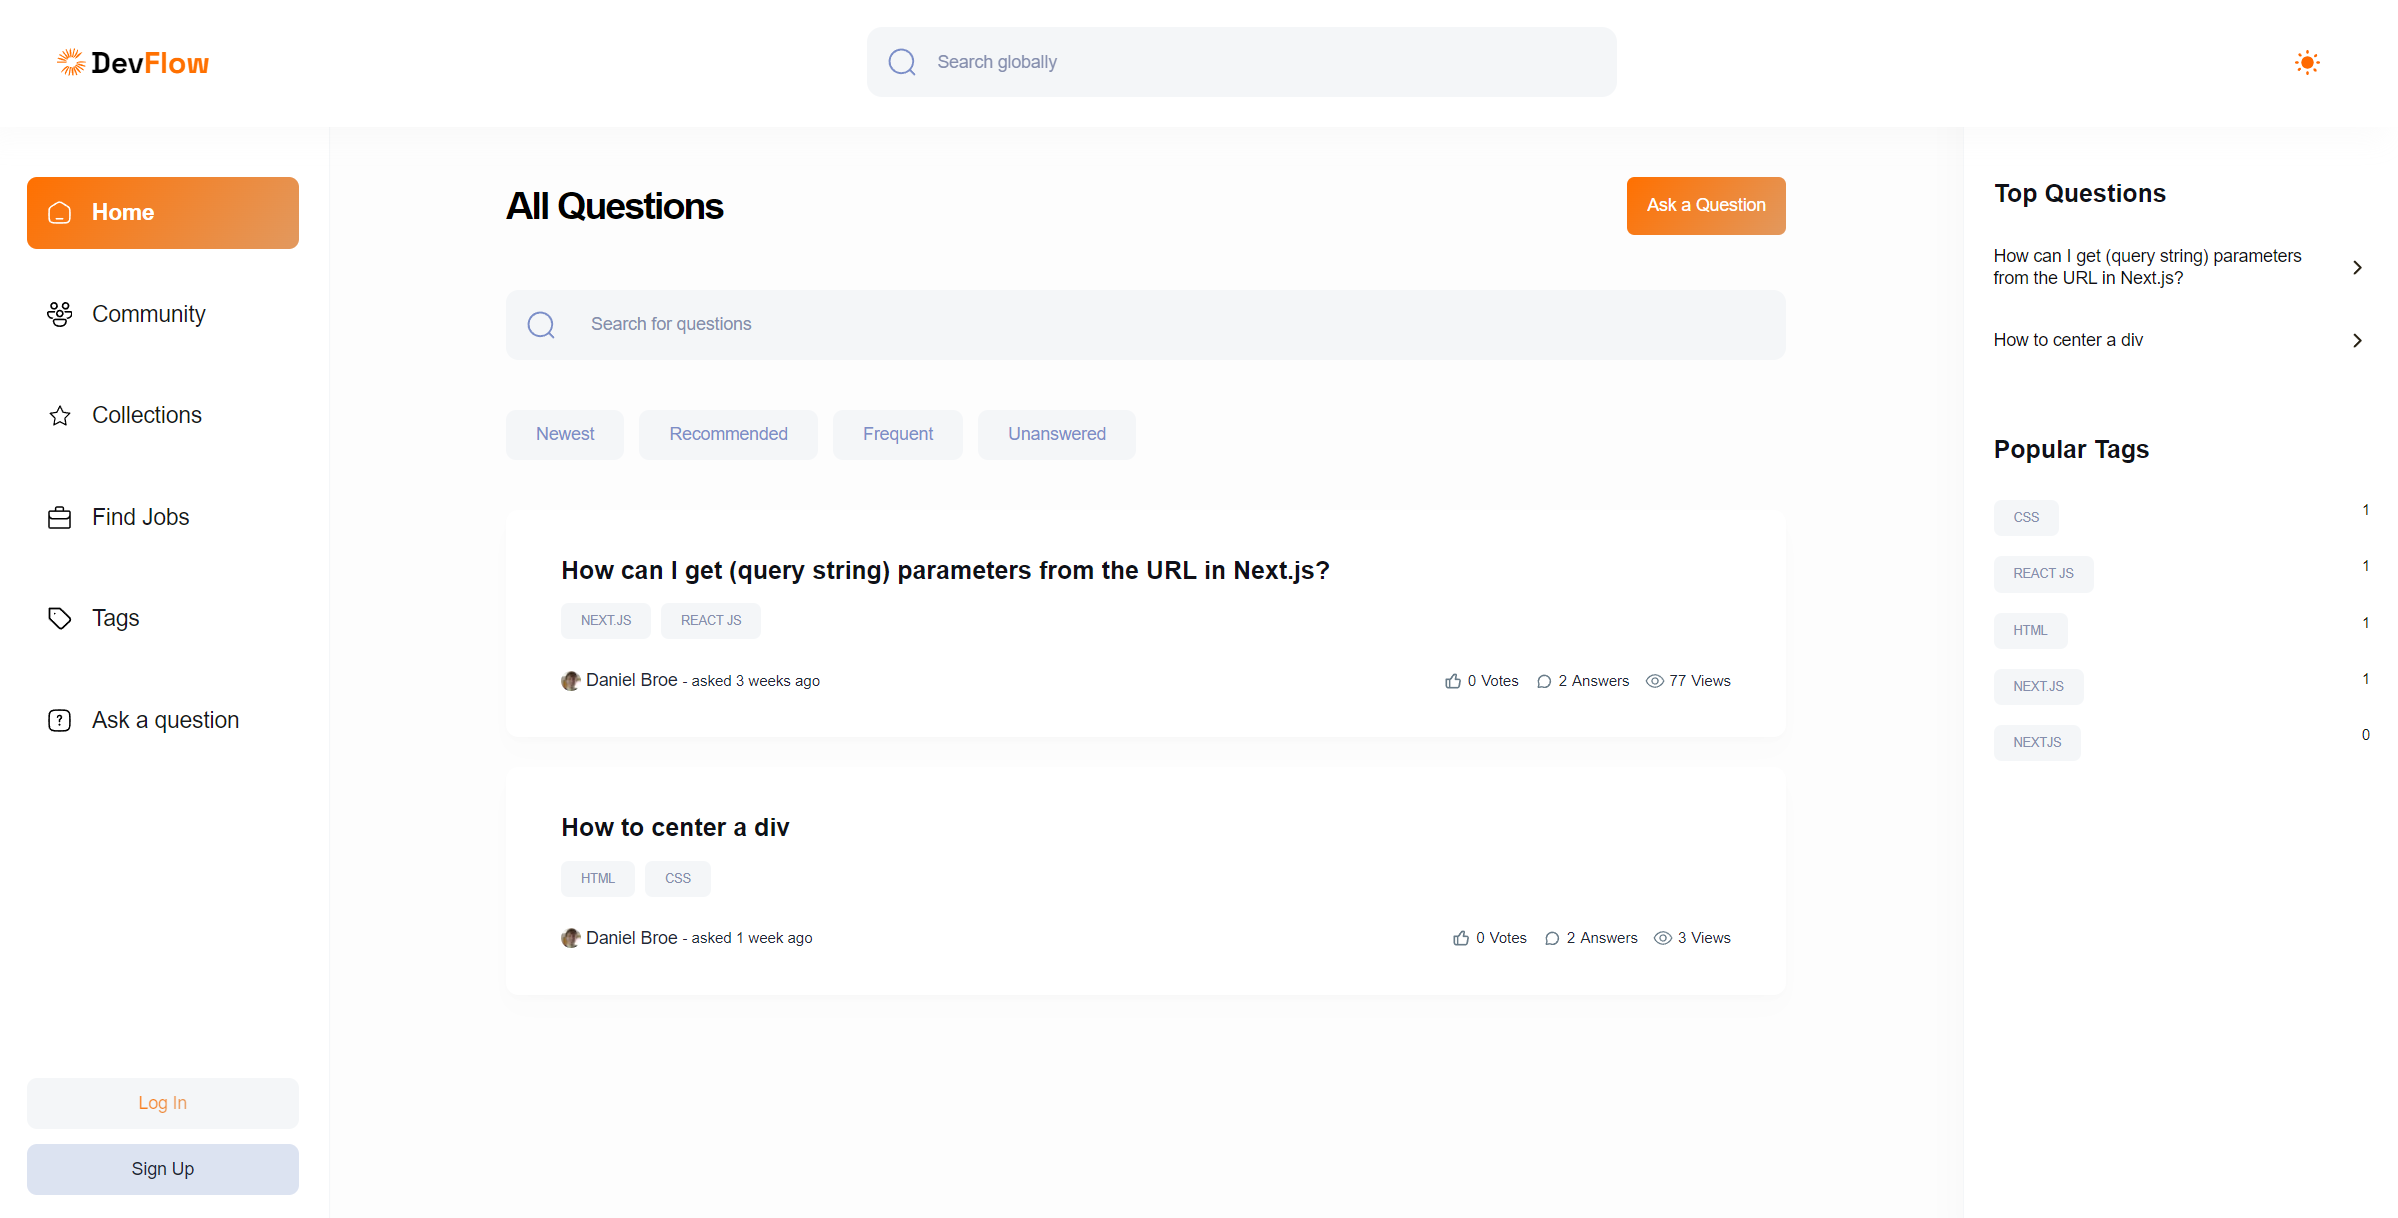 DevFlow
Search globally
Home
Community
Collections
Find Jobs
Tags
Ask a question
Log In
Sign Up
All Questions
Ask a Question
Search for questions
Newest
Recommended
Frequent
Unanswered
How can I get (query string) parameters from the URL in Next.js?
NEXT.JS
REACT JS
Daniel Broe - asked 3 weeks ago
0 Votes
2 Answers
77 Views
How to center a div
HTML
CSS
Daniel Broe - asked 1 week ago
0 Votes
2 Answers
3 Views
Top Questions
How can I get (query string) parameters
from the URL in Next.js?
How to center a div
Popular Tags
CSS 1
REACT JS 1
HTML 1
NEXT.JS 1
NEXTJS 0